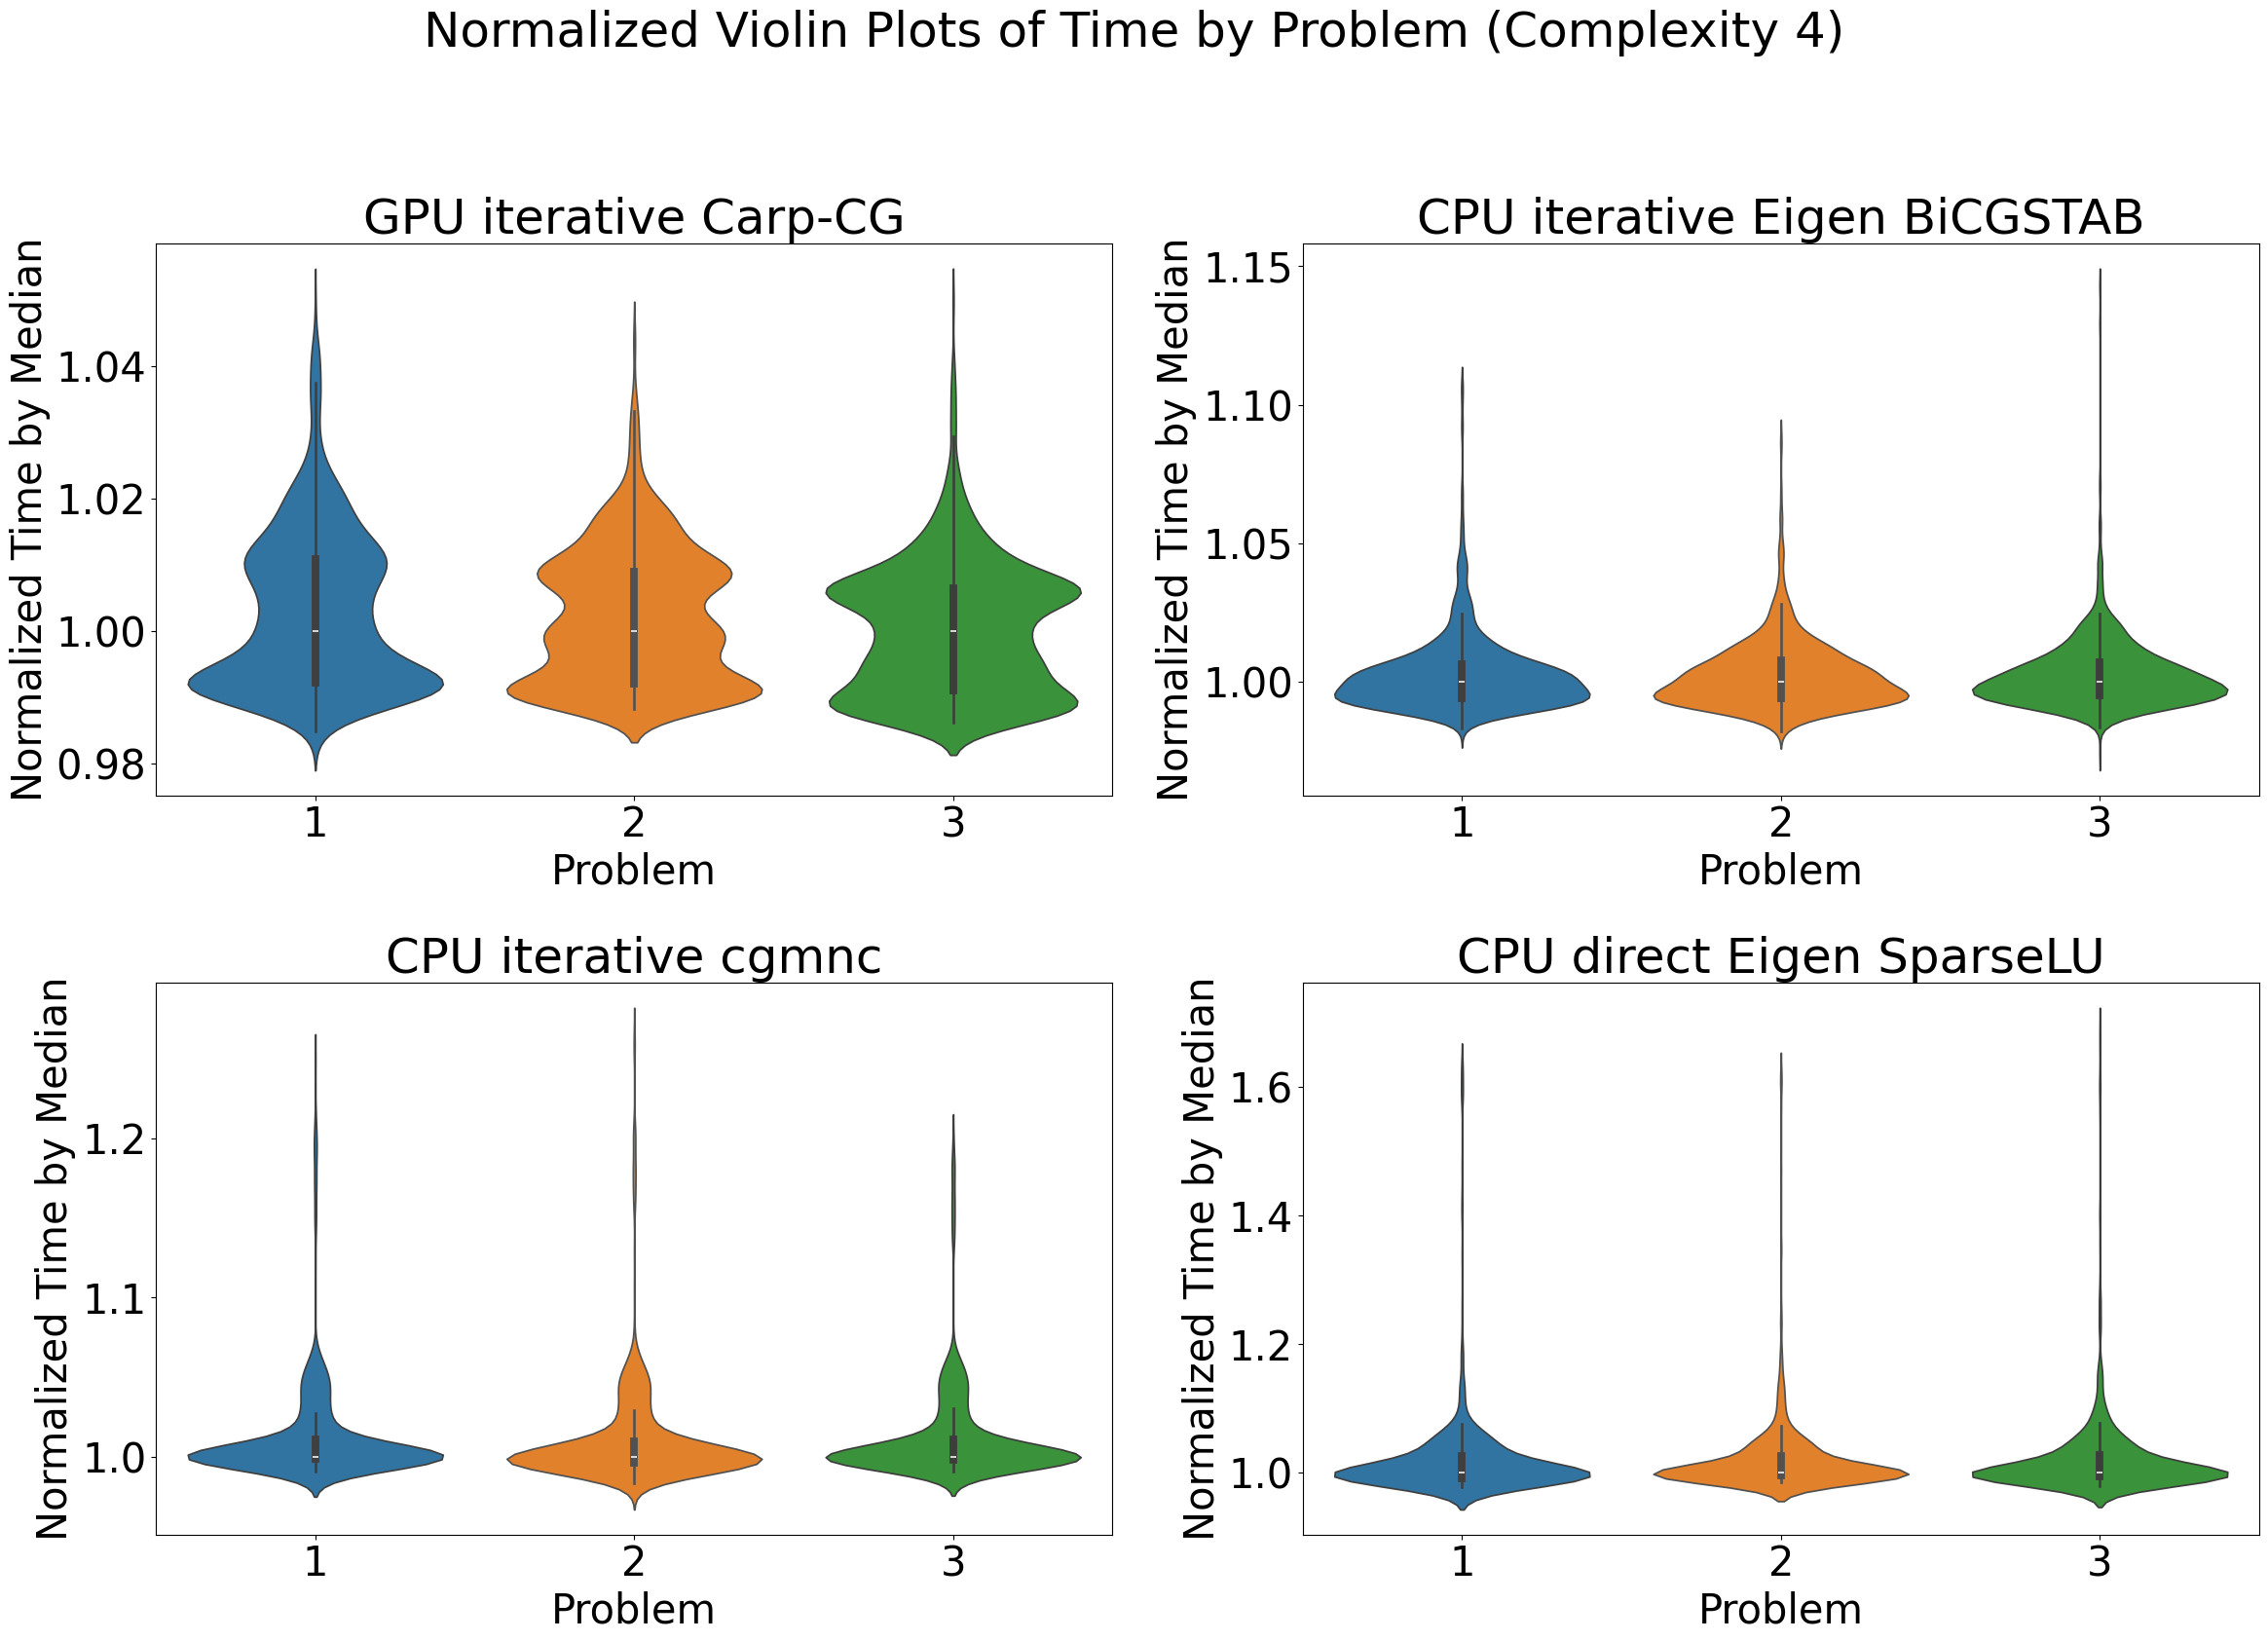 Normalized Violin Plots of Time by Problem (Complexity 4)
GPU iterative Carp-CG
Normalized Time by Median
1.04
1.02
1.00
0.98
1 2 3
Problem
CPU iterative Eigen BiCGSTAB
Normalized Time by Median
1.15
1.10
1.05
1.00
1 2 3
Problem
CPU iterative cgmnc
Normalized Time by Median
1.2
1.1
1.0
1 2 3
Problem
CPU direct Eigen SparseLU
Normalized Time by Median
1.6
1.4
1.2
1.0
1 2 3
Problem